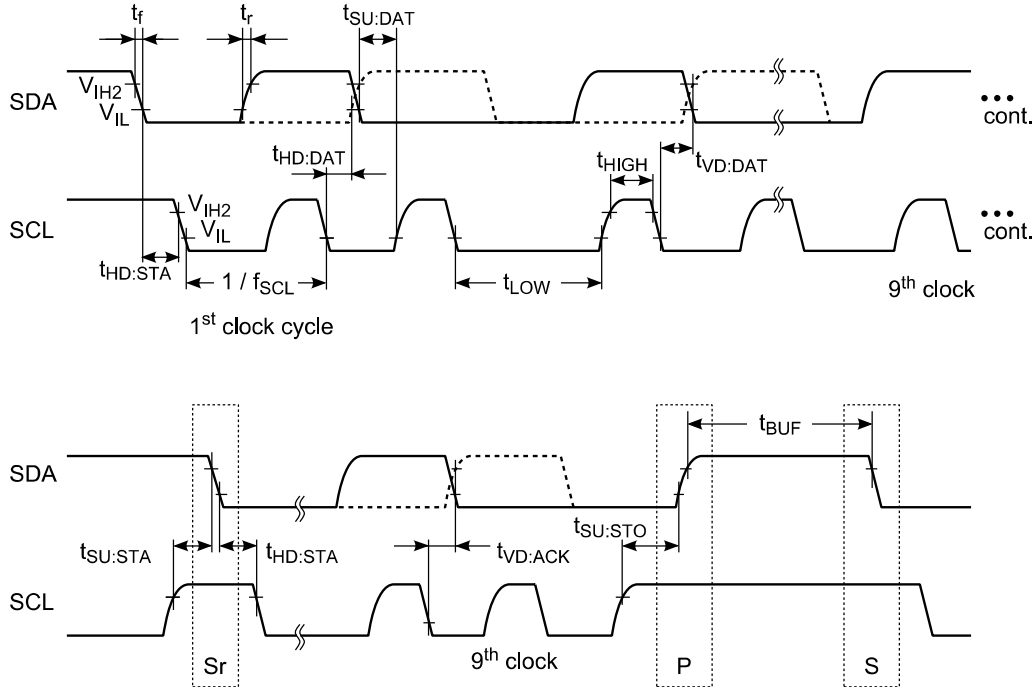 t_f t_r t_SU:DAT
V_IH2
SDA V_IL ••• cont.
t_HD:DAT t_HIGH t_VD:DAT
V_IH2
SCL V_IL ••• cont.
t_HD:STA 1 / f_SCL t_LOW 9th clock
1st clock cycle
t_BUF
SDA
t_SU:STA t_HD:STA t_VD:ACK t_SU:STO
SCL
Sr 9th clock P S